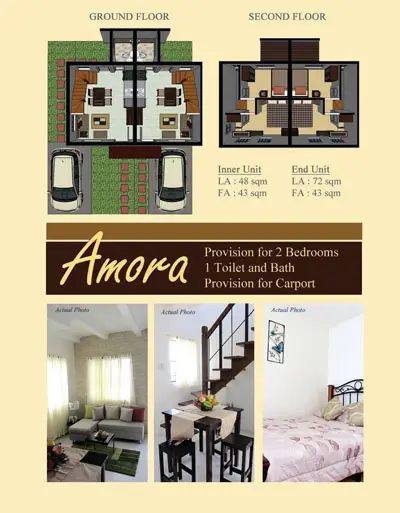 GROUND FLOOR
SECOND FLOOR
Inner Unit
LA : 48 sqm
FA : 43 sqm
End Unit
LA : 72 sqm
FA : 43 sqm
Amora
Provision for 2 Bedrooms
1 Toilet and Bath
Provision for Carport
Actual Photo
Actual Photo
Actual Photo